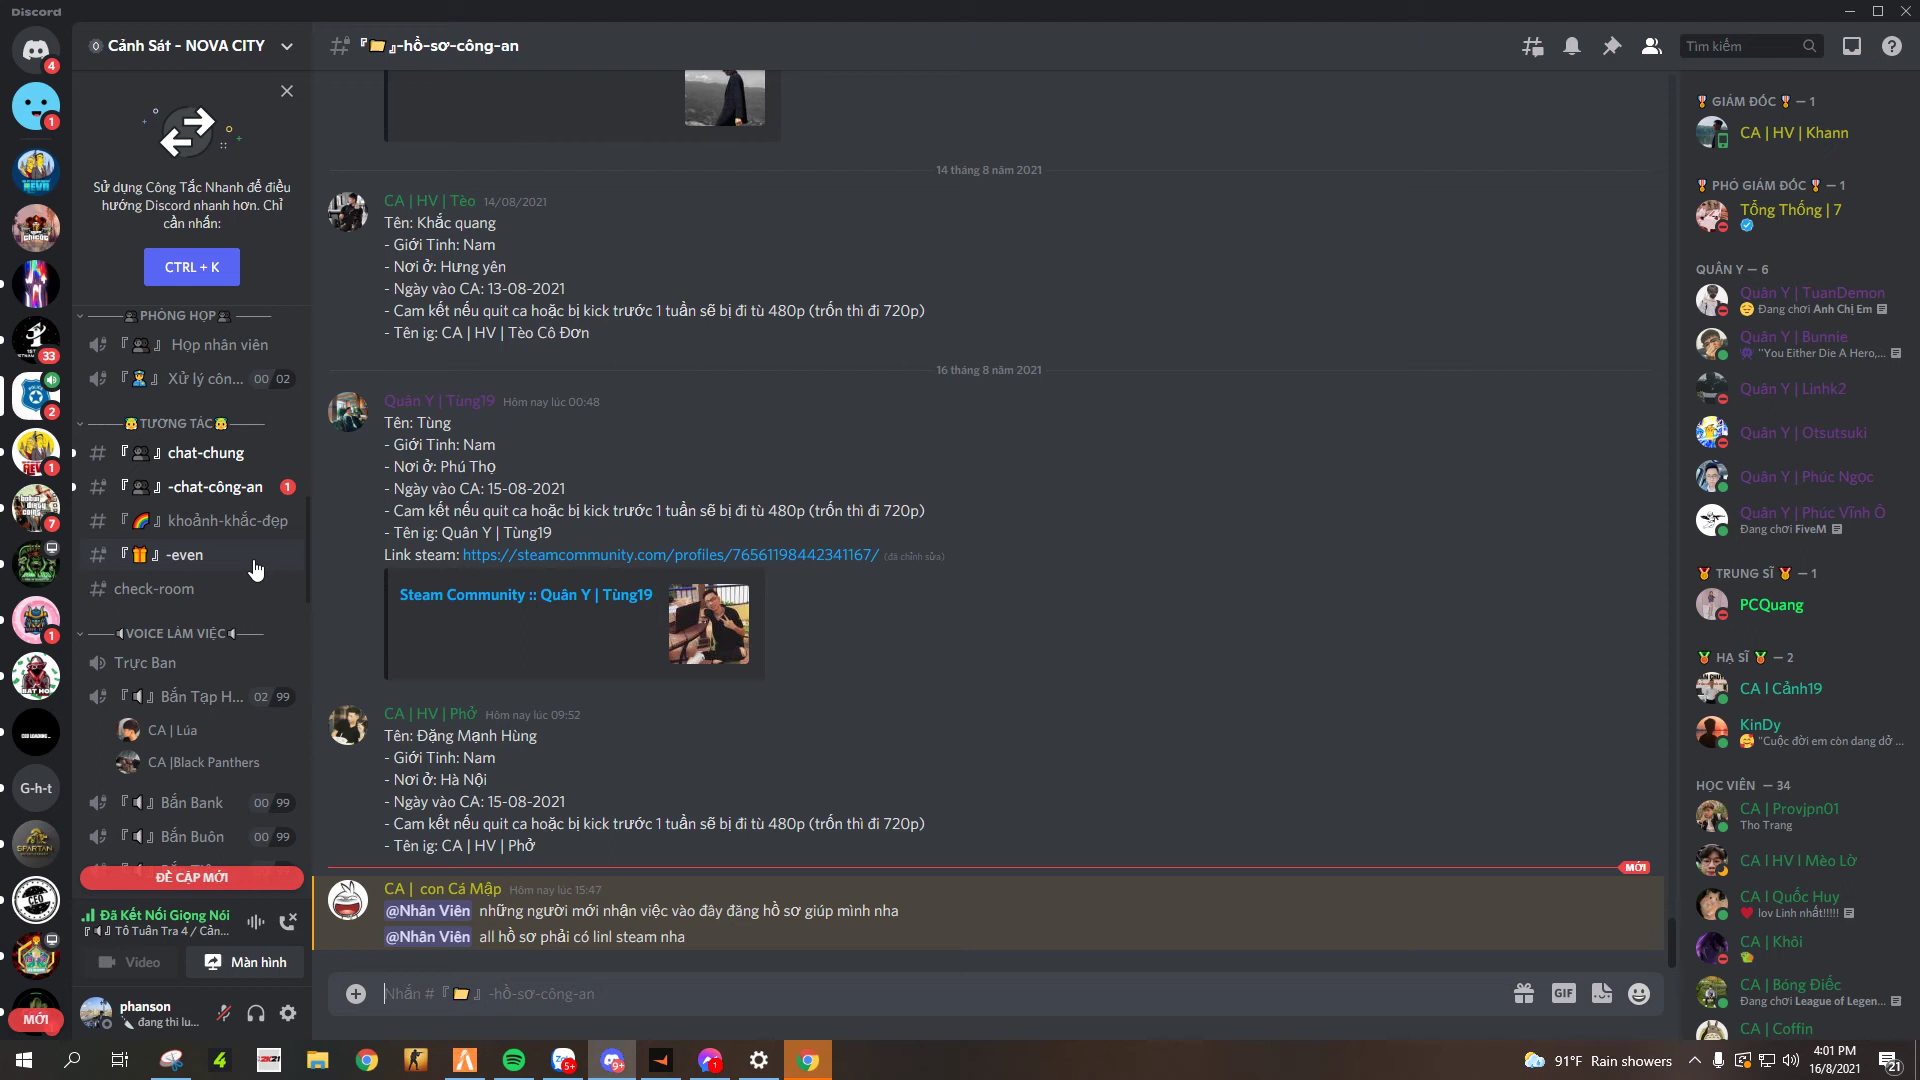 Discord
Cảnh Sát - NOVA CITY
『📁』-hồ-sơ-công-an
Tìm kiếm
Sử dụng Công Tắc Nhanh để điều
hướng Discord nhanh hơn. Chỉ
cần nhấn:
CTRL + K
PHÒNG HỌP
『👥』 Họp nhân viên
『👮』 Xử lý côn... 00 02
TƯƠNG TÁC
『👥』 chat-chung
『👥』 -chat-công-an 1
『🌈』 khoảnh-khắc-đẹp
『🎁』 -even
check-room
VOICE LÀM VIỆC
Trực Ban
『🔈』 Bắn Tạp H... 02 99
CA | Lúa
CA |Black Panthers
『🔈』 Bắn Bank 00 99
『🔈』 Bắn Buôn 00 99
ĐỀ CẬP MỚI
Đã Kết Nối Giọng Nói
『🔈』 Tổ Tuần Tra 4 / Cản...
Video
Màn hình
phanson
đang thi lu...
4
1
33
2
1
7
1
G-h-t
SPARTAN
CEO
MỚI
14 tháng 8 năm 2021
CA | HV | Tèo 14/08/2021
Tên: Khắc quang
- Giới Tinh: Nam
- Nơi ở: Hưng yên
- Ngày vào CA: 13-08-2021
- Cam kết nếu quit ca hoặc bị kick trước 1 tuần sẽ bị đi tù 480p (trốn thì đi 720p)
- Tên ig: CA | HV | Tèo Cô Đơn
16 tháng 8 năm 2021
Quân Y | Tùng19 Hôm nay lúc 00:48
Tên: Tùng
- Giới Tinh: Nam
- Nơi ở: Phú Thọ
- Ngày vào CA: 15-08-2021
- Cam kết nếu quit ca hoặc bị kick trước 1 tuần sẽ bị đi tù 480p (trốn thì đi 720p)
- Tên ig: Quân Y | Tùng19
Link steam: https://steamcommunity.com/profiles/76561198442341167/ (đã chỉnh sửa)
Steam Community :: Quân Y | Tùng19
CA | HV | Phở Hôm nay lúc 09:52
Tên: Đặng Mạnh Hùng
- Giới Tinh: Nam
- Nơi ở: Hà Nội
- Ngày vào CA: 15-08-2021
- Cam kết nếu quit ca hoặc bị kick trước 1 tuần sẽ bị đi tù 480p (trốn thì đi 720p)
- Tên ig: CA | HV | Phở
MỚI
CA | con Cá Mập Hôm nay lúc 15:47
@Nhân Viên những người mới nhận việc vào đây đăng hồ sơ giúp mình nha
@Nhân Viên all hồ sơ phải có linl steam nha
Nhắn #『📁』-hồ-sơ-công-an
GIF
GIÁM ĐỐC — 1
CA | HV | Khann
PHÓ GIÁM ĐỐC — 1
Tổng Thống | 7
QUÂN Y — 6
Quân Y | TuanDemon
Đang chơi Anh Chị Em
Quân Y | Bunnie
"You Either Die A Hero,...
Quân Y | Linhk2
Quân Y | Otsutsuki
Quân Y | Phúc Ngọc
Quân Y | Phúc Vĩnh Ô
Đang chơi FiveM
TRUNG SĨ — 1
PCQuang
HẠ SĨ — 2
CA l Cảnh19
KinDy
"Cuộc đời em còn dang dở ...
HỌC VIÊN — 34
CA | Provjpn01
Tho Trang
CA l HV l Mèo Lờ
CA l Quốc Huy
lov Linh nhất!!!!!
CA | Khôi
CA | Bóng Điếc
Đang chơi League of Legen...
CA | Coffin
91°F Rain showers
4:01 PM
16/8/2021
21